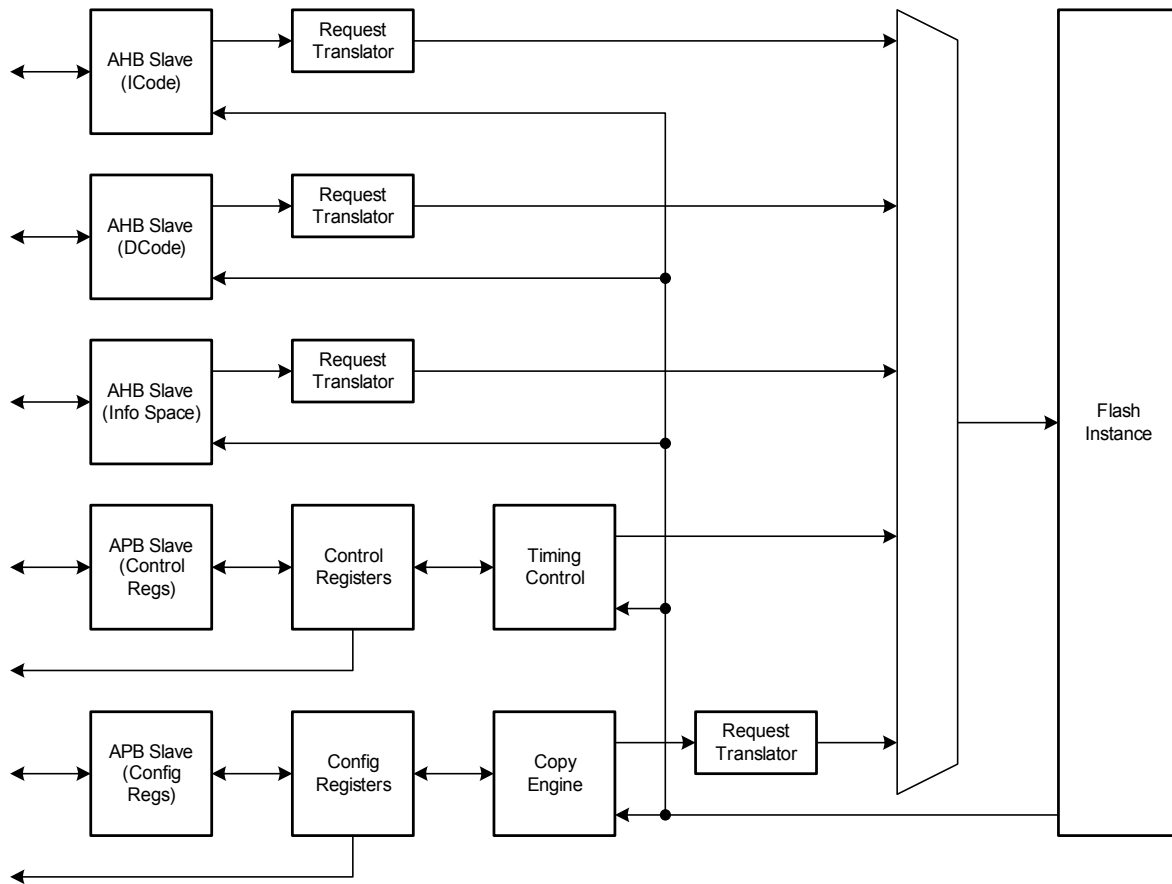 AHB Slave
(ICode)
Request
Translator
AHB Slave
(DCode)
Request
Translator
AHB Slave
(Info Space)
Request
Translator
Flash
Instance
APB Slave
(Control
Regs)
Control
Registers
Timing
Control
APB Slave
(Config
Regs)
Config
Registers
Copy
Engine
Request
Translator